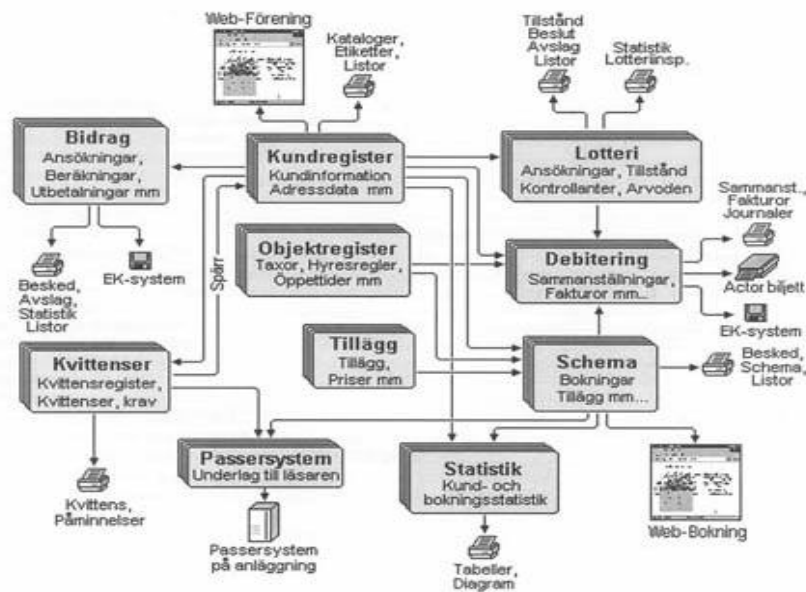 Web-Förening
Kataloger,
Etiketter,
Listor
Tillstånd
Beslut
Avslag
Listor
Statistik
Lotteriinsp.
Bidrag
Ansökningar,
Beräkningar,
Utbetalningar mm
Kundregister
Kundinformation
Adressdata mm
Lotteri
Ansökningar, Tillstånd
Kontrollanter, Arvoden
Sammanst.,
Fakturor
Journaler
Objektregister
Taxor, Hyresregler,
Öppettider mm
Debitering
Sammanställningar,
Fakturor mm...
Actor biljett
EK-system
Besked,
Avslag,
Statistik
Listor
EK-system
Spärr
Kvittenser
Kvittensregister,
Kvittenser, krav
Tillägg
Tillägg,
Priser mm
Schema
Bokningar
Tillägg mm...
Besked,
Schema,
Listor
Passersystem
Underlag till läsaren
Statistik
Kund- och
bokningsstatistik
Kvittens,
Påminnelser
Passersystem
på anläggning
Tabeller,
Diagram
Web-Bokning